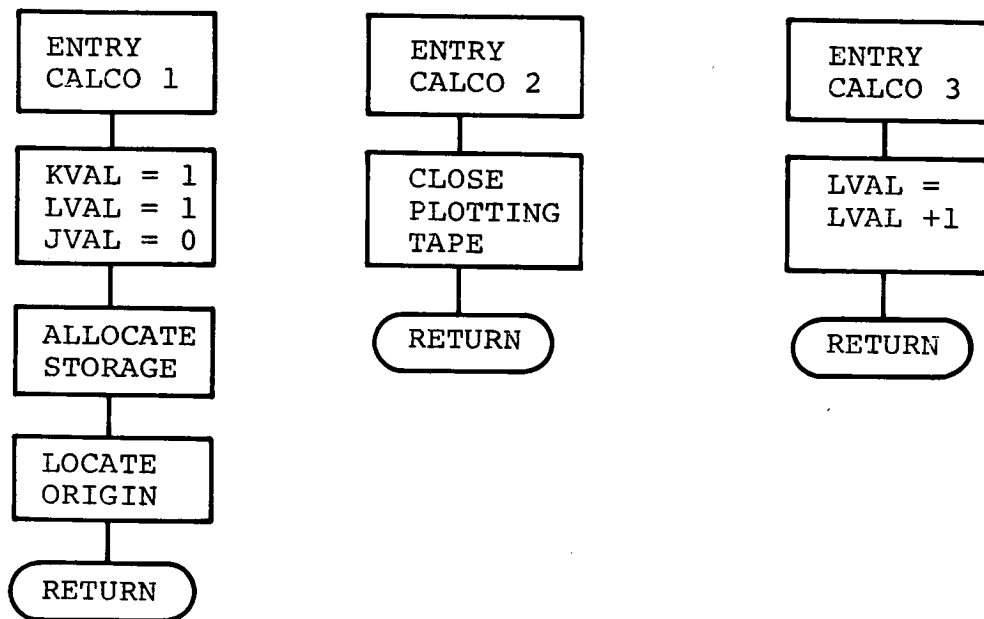 ENTRY
CALCO 1
KVAL = 1
LVAL = 1
JVAL = 0
ALLOCATE
STORAGE
LOCATE
ORIGIN
RETURN
ENTRY
CALCO 2
CLOSE
PLOTTING
TAPE
RETURN
ENTRY
CALCO 3
LVAL =
LVAL +1
RETURN